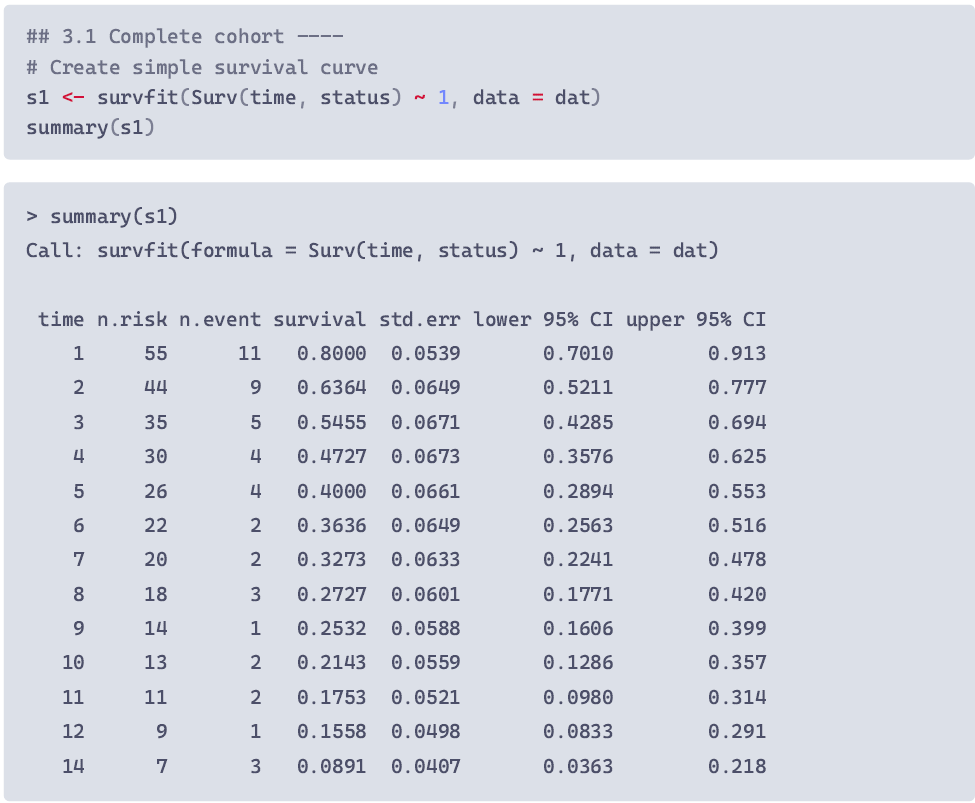 ## 3.1 Complete cohort ----
# Create simple survival curve
s1 <- survfit(Surv(time, status) ~ 1, data = dat)
summary(s1)
> summary(s1)
Call: survfit(formula = Surv(time, status) ~ 1, data = dat)
time n.risk n.event survival std.err lower 95% CI upper 95% CI
1 55 11 0.8000 0.0539 0.7010 0.913
2 44 9 0.6364 0.0649 0.5211 0.777
3 35 5 0.5455 0.0671 0.4285 0.694
4 30 4 0.4727 0.0673 0.3576 0.625
5 26 4 0.4000 0.0661 0.2894 0.553
6 22 2 0.3636 0.0649 0.2563 0.516
7 20 2 0.3273 0.0633 0.2241 0.478
8 18 3 0.2727 0.0601 0.1771 0.420
9 14 1 0.2532 0.0588 0.1606 0.399
10 13 2 0.2143 0.0559 0.1286 0.357
11 11 2 0.1753 0.0521 0.0980 0.314
12 9 1 0.1558 0.0498 0.0833 0.291
14 7 3 0.0891 0.0407 0.0363 0.218